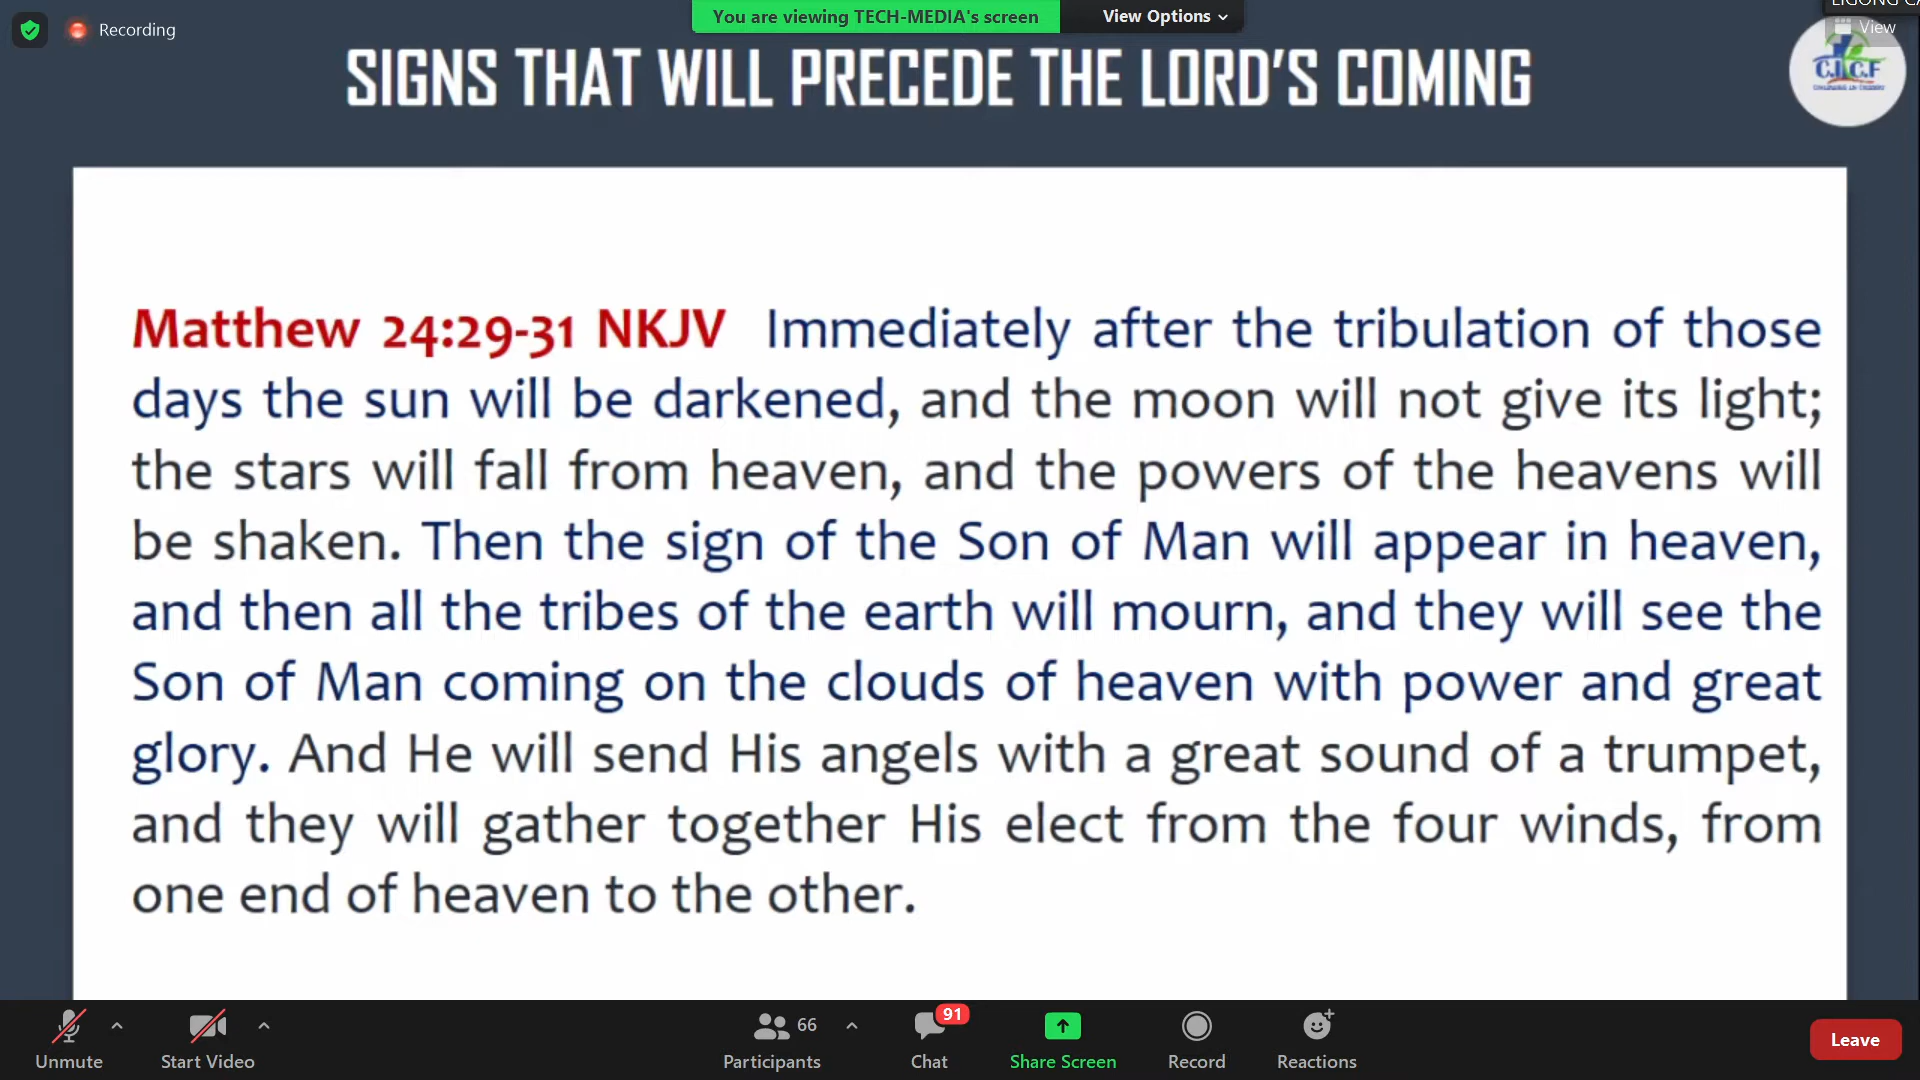 Recording
You are viewing TECH-MEDIA's screen
View Options
View
SIGNS THAT WILL PRECEDE THE LORD'S COMING
C.I.C.F
Matthew 24:29-31 NKJV Immediately after the tribulation of those
days the sun will be darkened, and the moon will not give its light;
the stars will fall from heaven, and the powers of the heavens will
be shaken. Then the sign of the Son of Man will appear in heaven,
and then all the tribes of the earth will mourn, and they will see the
Son of Man coming on the clouds of heaven with power and great
glory. And He will send His angels with a great sound of a trumpet,
and they will gather together His elect from the four winds, from
one end of heaven to the other.
Unmute
Start Video
66
Participants
91
Chat
Share Screen
Record
Reactions
Leave